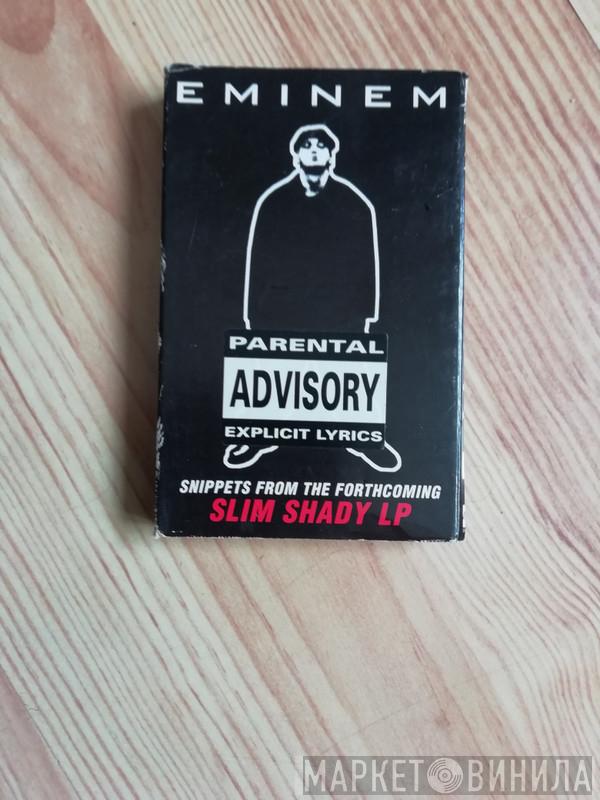 EMINEM
PARENTAL
ADVISORY
EXPLICIT LYRICS
SNIPPETS FROM THE FORTHCOMING
SLIM SHADY LP
МАРКЕТ ВИНИЛА